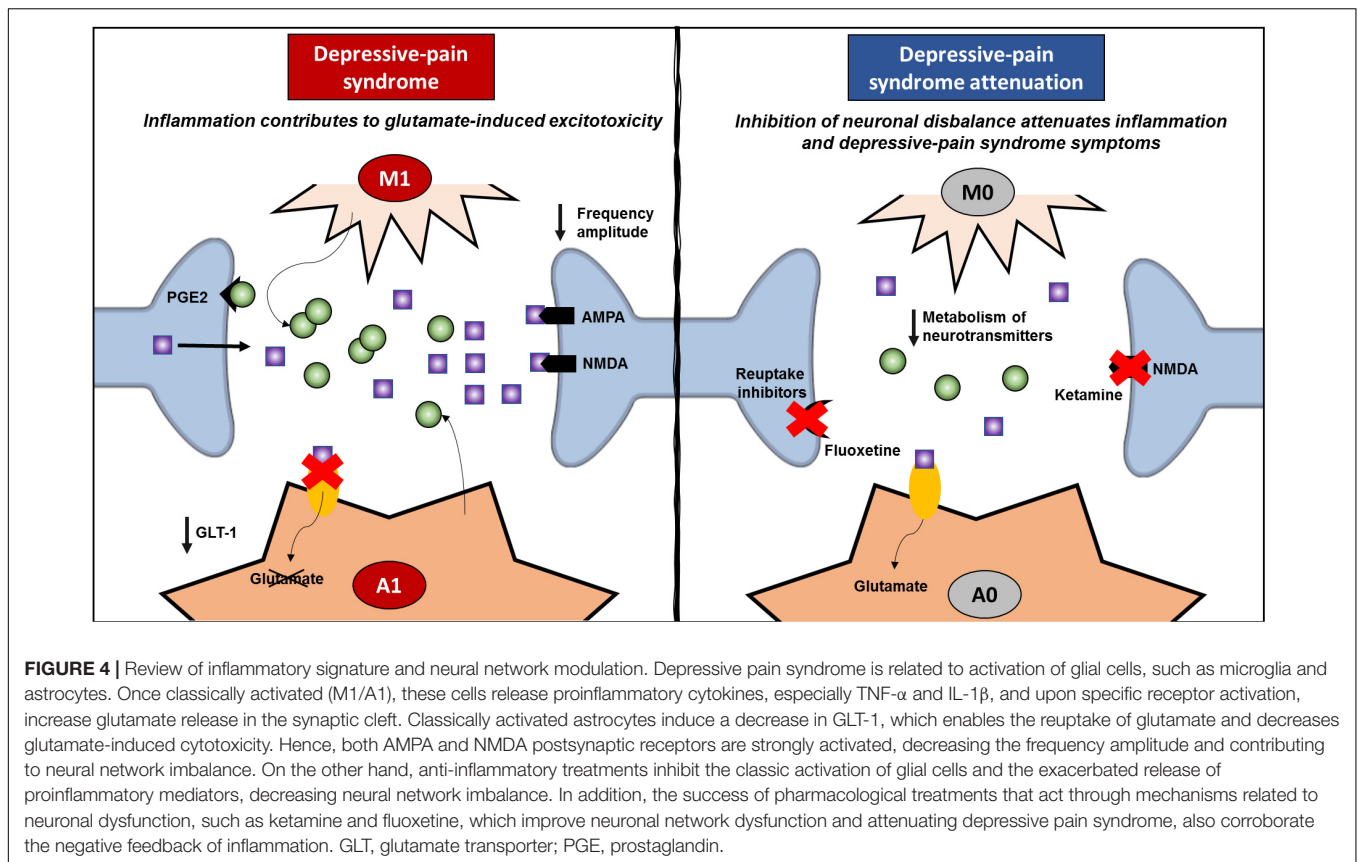 Depressive-pain
syndrome
Inflammation contributes to glutamate-induced excitotoxicity
M1
Frequency
amplitude
PGE2
AMPA
NMDA
GLT-1
Glutamate
A1
Depressive-pain
syndrome attenuation
Inhibition of neuronal disbalance attenuates inflammation
and depressive-pain syndrome symptoms
M0
Metabolism of
neurotransmitters
Reuptake
inhibitors
NMDA
Ketamine
Fluoxetine
Glutamate
A0
FIGURE 4 | Review of inflammatory signature and neural network modulation. Depressive pain syndrome is related to activation of glial cells, such as microglia and
astrocytes. Once classically activated (M1/A1), these cells release proinflammatory cytokines, especially TNF-α and IL-1β, and upon specific receptor activation,
increase glutamate release in the synaptic cleft. Classically activated astrocytes induce a decrease in GLT-1, which enables the reuptake of glutamate and decreases
glutamate-induced cytotoxicity. Hence, both AMPA and NMDA postsynaptic receptors are strongly activated, decreasing the frequency amplitude and contributing
to neural network imbalance. On the other hand, anti-inflammatory treatments inhibit the classic activation of glial cells and the exacerbated release of
proinflammatory mediators, decreasing neural network imbalance. In addition, the success of pharmacological treatments that act through mechanisms related to
neuronal dysfunction, such as ketamine and fluoxetine, which improve neuronal network dysfunction and attenuating depressive pain syndrome, also corroborate
the negative feedback of inflammation. GLT, glutamate transporter; PGE, prostaglandin.